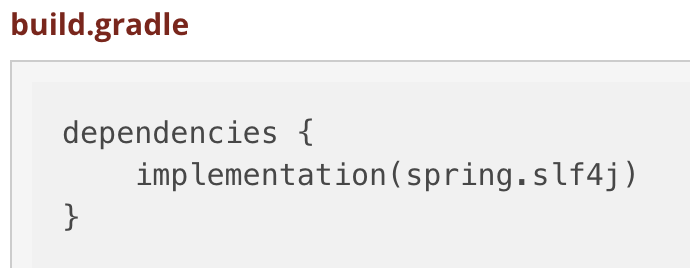 build.gradle
dependencies {
    implementation(spring.slf4j)
}